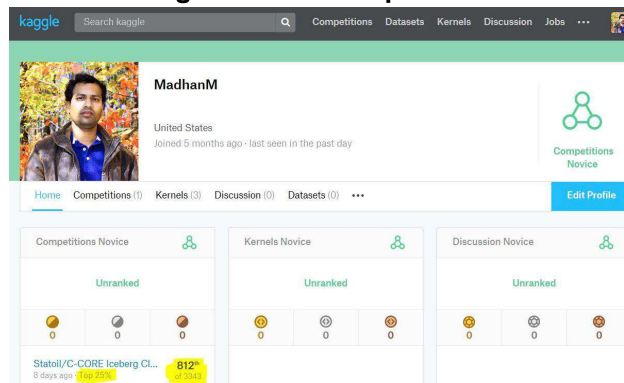 kaggle Search kaggle Competitions Datasets Kernels Discussion Jobs •••
MadhanM
United States
Joined 5 months ago · last seen in the past day
Competitions
Novice
Home Competitions (1) Kernels (3) Discussion (0) Datasets (0) ••• Edit Profile
Competitions Novice Kernels Novice Discussion Novice
Unranked Unranked Unranked
0 0 0 0 0 0 0 0 0
Statoil/C-CORE Iceberg Cl... 812th
8 days ago · Top 25% of 3343